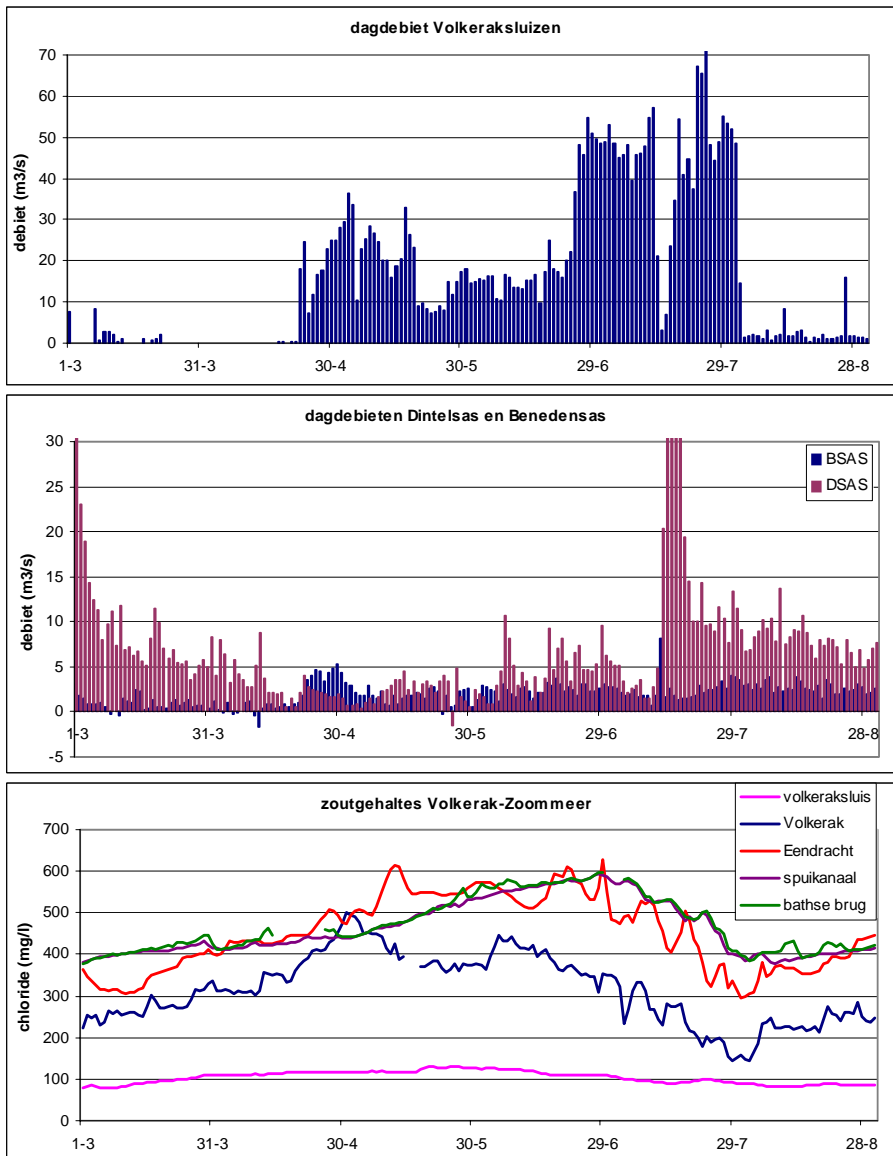 dagdebiet Volkeraksluizen
debiet (m3/s)
70
60
50
40
30
20
10
0
1-3 31-3 30-4 30-5 29-6 29-7 28-8
dagdebieten Dintelsas en Benedensas
debiet (m3/s)
30
25
20
15
10
5
0
-5
BSAS
DSAS
1-3 31-3 30-4 30-5 29-6 29-7 28-8
zoutgehaltes Volkerak-Zoommeer
chloride (mg/l)
700
600
500
400
300
200
100
0
volkeraksluis
Volkerak
Eendracht
spuikanaal
bathse brug
1-3 31-3 30-4 30-5 29-6 29-7 28-8